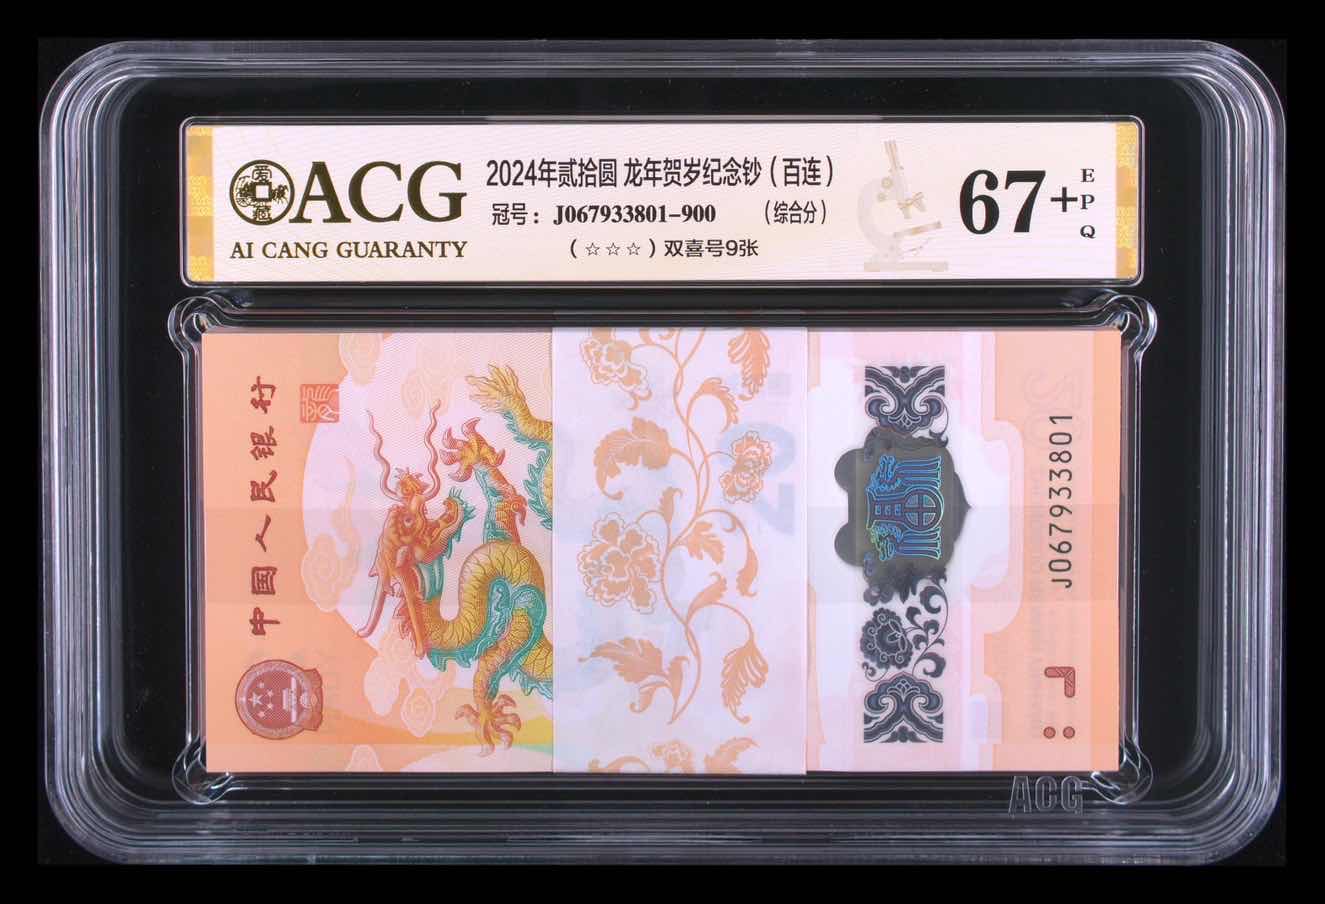 ACG
AI CANG GUARANTY
2024年贰拾圆 龙年贺岁纪念钞（百连）
冠号：J067933801-900 （综合分）
（☆☆☆）双喜号9张
67+
EPQ
中国人民银行
J067933801
ACG